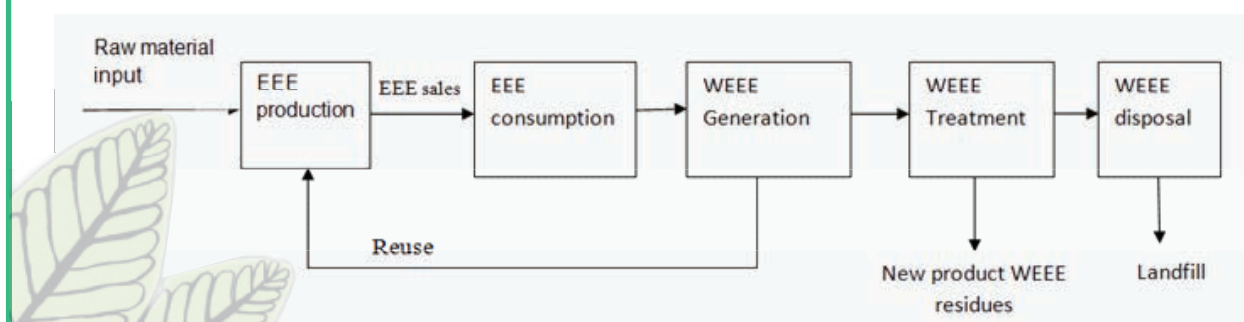 Raw material
input
EEE
production
EEE sales
EEE
consumption
WEEE
Generation
WEEE
Treatment
WEEE
disposal
Reuse
New product WEEE
residues
Landfill